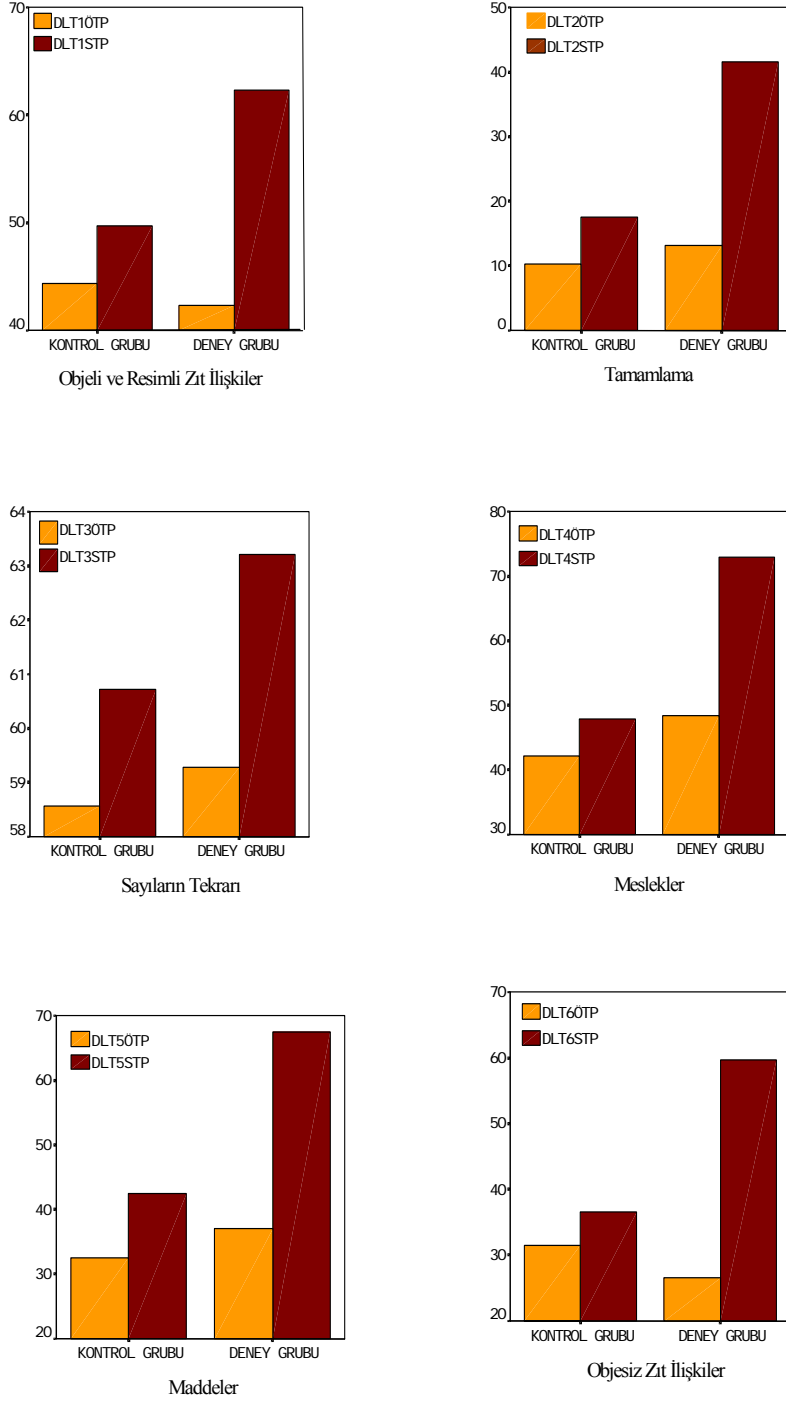 70
60
50
40
DLT1ÖTP
DLT1STP
KONTROL GRUBU DENEY GRUBU
Objeli ve Resimli Zıt İlişkiler
50
40
30
20
10
0
DLT2ÖTP
DLT2STP
KONTROL GRUBU DENEY GRUBU
Tamamlama
64
63
62
61
60
59
58
DLT3ÖTP
DLT3STP
KONTROL GRUBU DENEY GRUBU
Sayıların Tekrarı
80
70
60
50
40
30
DLT4ÖTP
DLT4STP
KONTROL GRUBU DENEY GRUBU
Meslekler
70
60
50
40
30
20
DLT5ÖTP
DLT5STP
KONTROL GRUBU DENEY GRUBU
Maddeler
70
60
50
40
30
20
DLT6ÖTP
DLT6STP
KONTROL GRUBU DENEY GRUBU
Objesiz Zıt İlişkiler